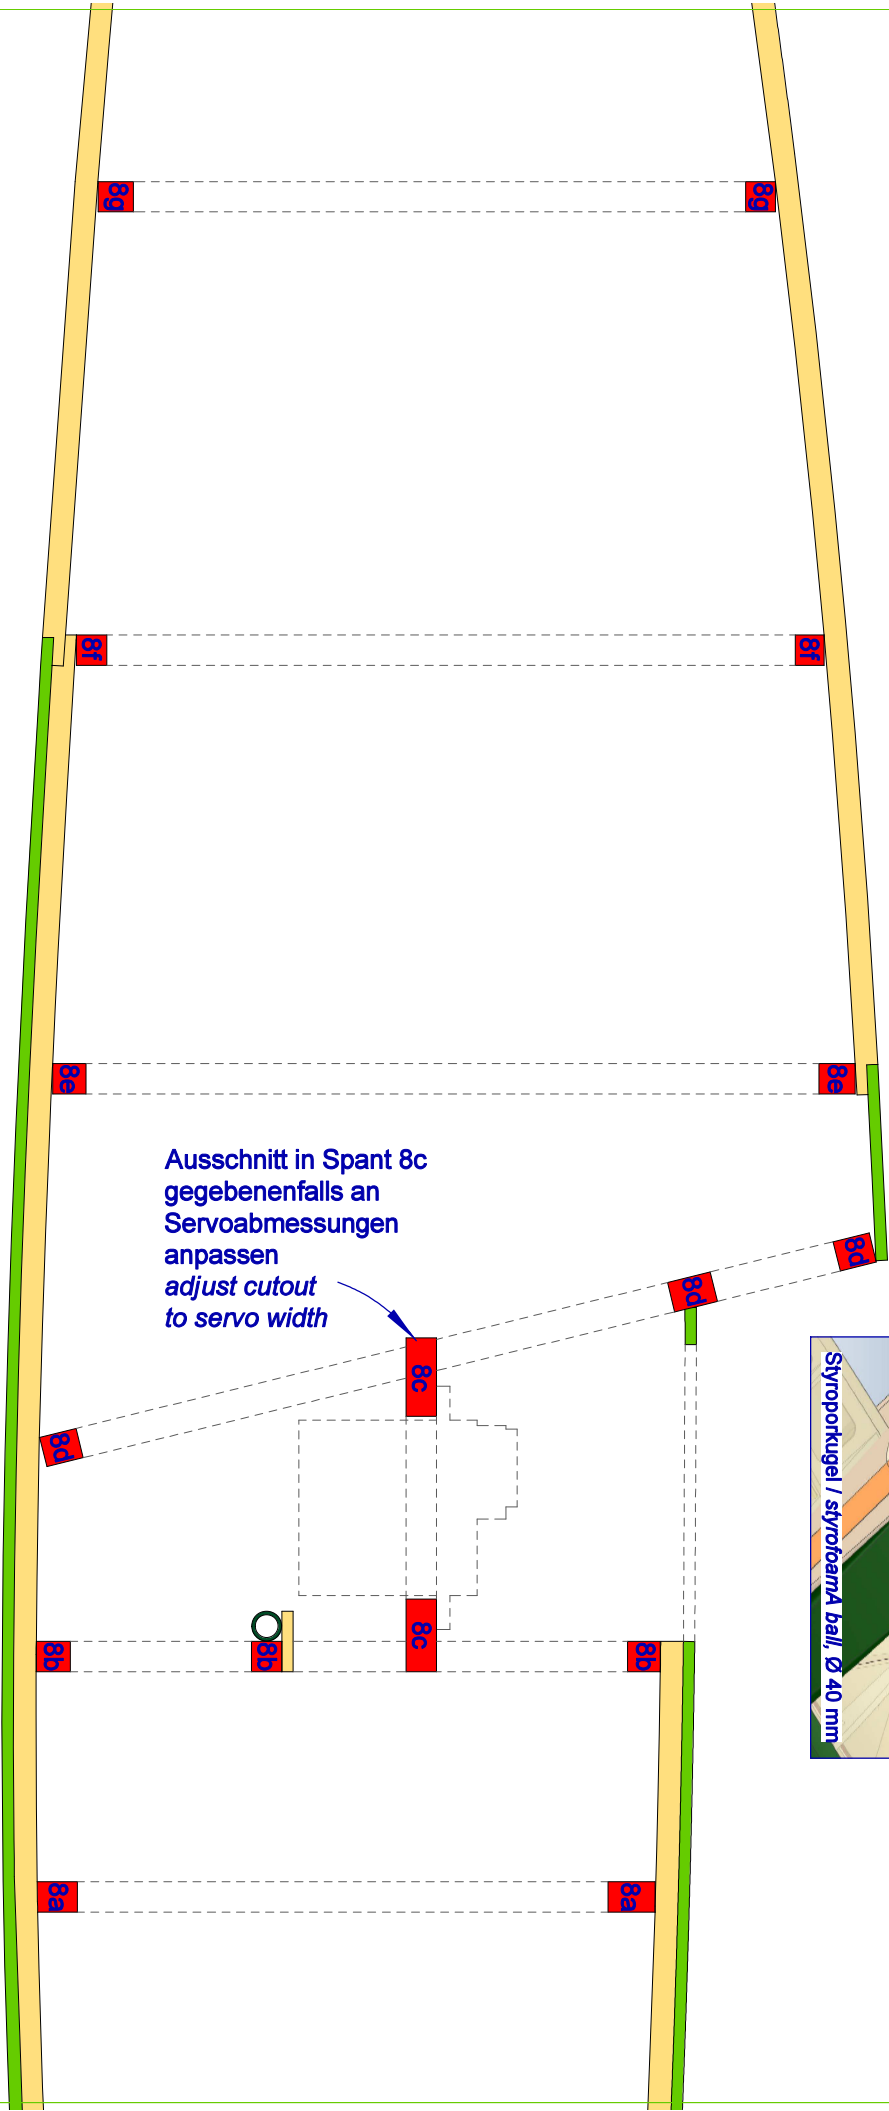 8g
8g
8f
8f
8e
8e
Ausschnitt in Spant 8c
gegebenenfalls an
Servoabmessungen
anpassen
adjust cutout
to servo width
8d
8d
8c
8d
Styroporkugel / styrofoamA ball, Ø 40 mm
8c
8b
8b
8b
8a
8a